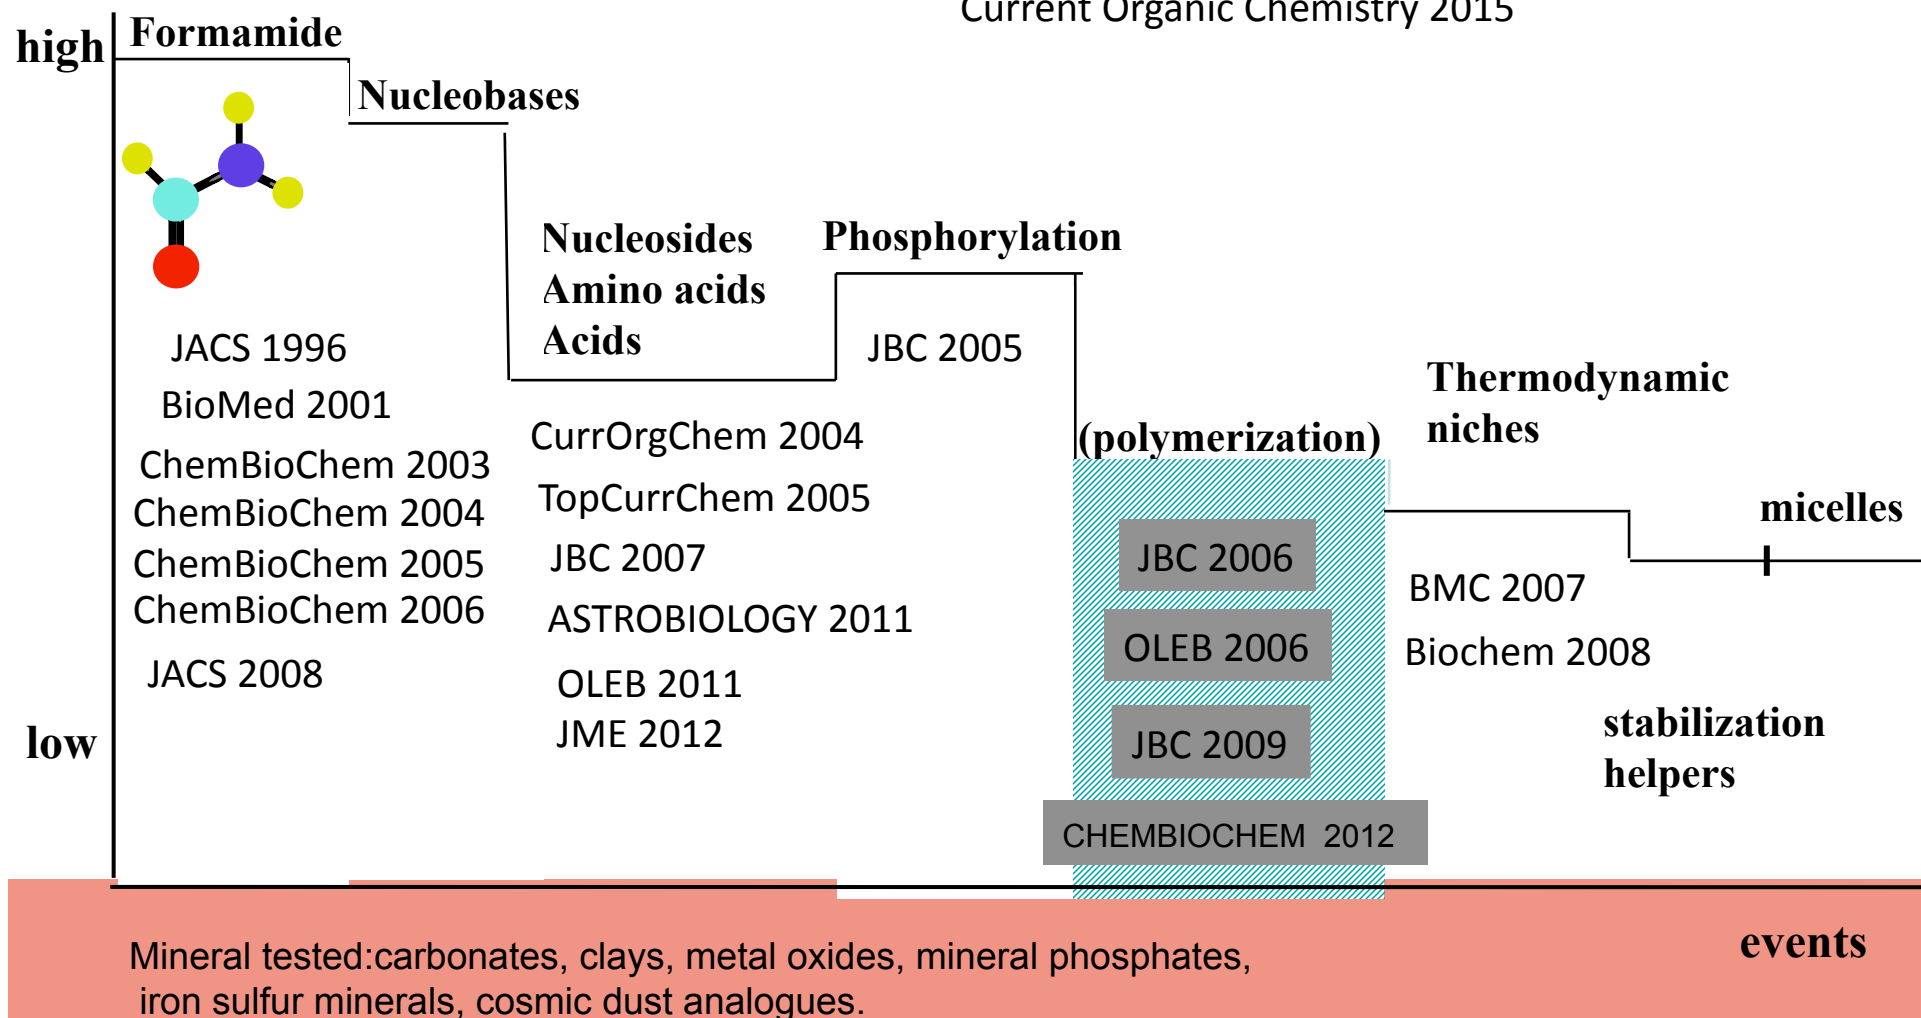 Current Organic Chemistry 2015
high
Formamide
Nucleobases
Nucleosides
Amino acids
Acids
Phosphorylation
JACS 1996
BioMed 2001
ChemBioChem 2003
ChemBioChem 2004
ChemBioChem 2005
ChemBioChem 2006
JACS 2008
low
CurrOrgChem 2004
TopCurrChem 2005
JBC 2007
ASTROBIOLOGY 2011
OLEB 2011
JME 2012
JBC 2005
(polymerization)
JBC 2006
OLEB 2006
JBC 2009
CHEMBIOCHEM 2012
Thermodynamic
niches
micelles
BMC 2007
Biochem 2008
stabilization
helpers
events
Mineral tested:carbonates, clays, metal oxides, mineral phosphates,
iron sulfur minerals, cosmic dust analogues.